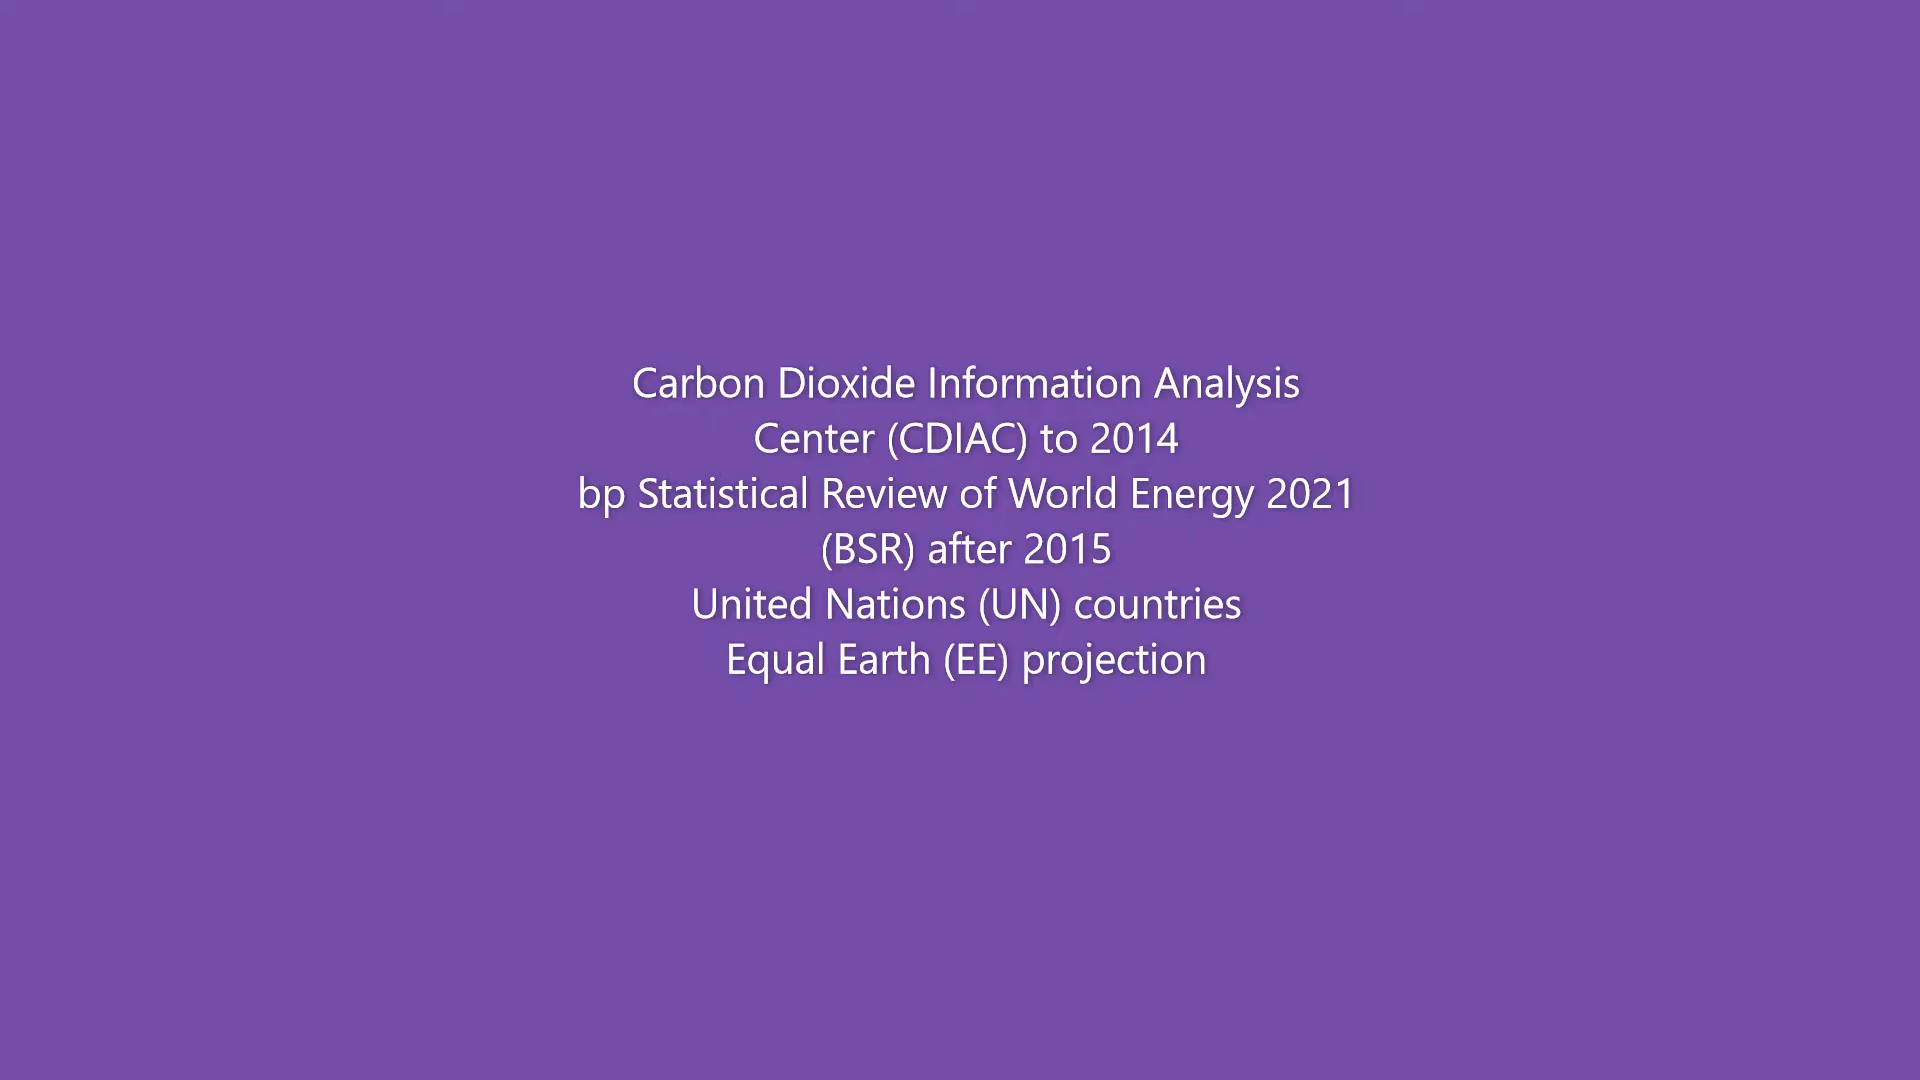 Carbon Dioxide Information Analysis
Center (CDIAC) to 2014
bp Statistical Review of World Energy 2021
(BSR) after 2015
United Nations (UN) countries
Equal Earth (EE) projection